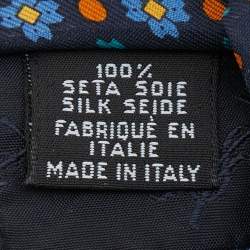 100%
SETA SOIE
SILK SEIDE
FABRIQUÉ EN
ITALIE
MADE IN ITALY